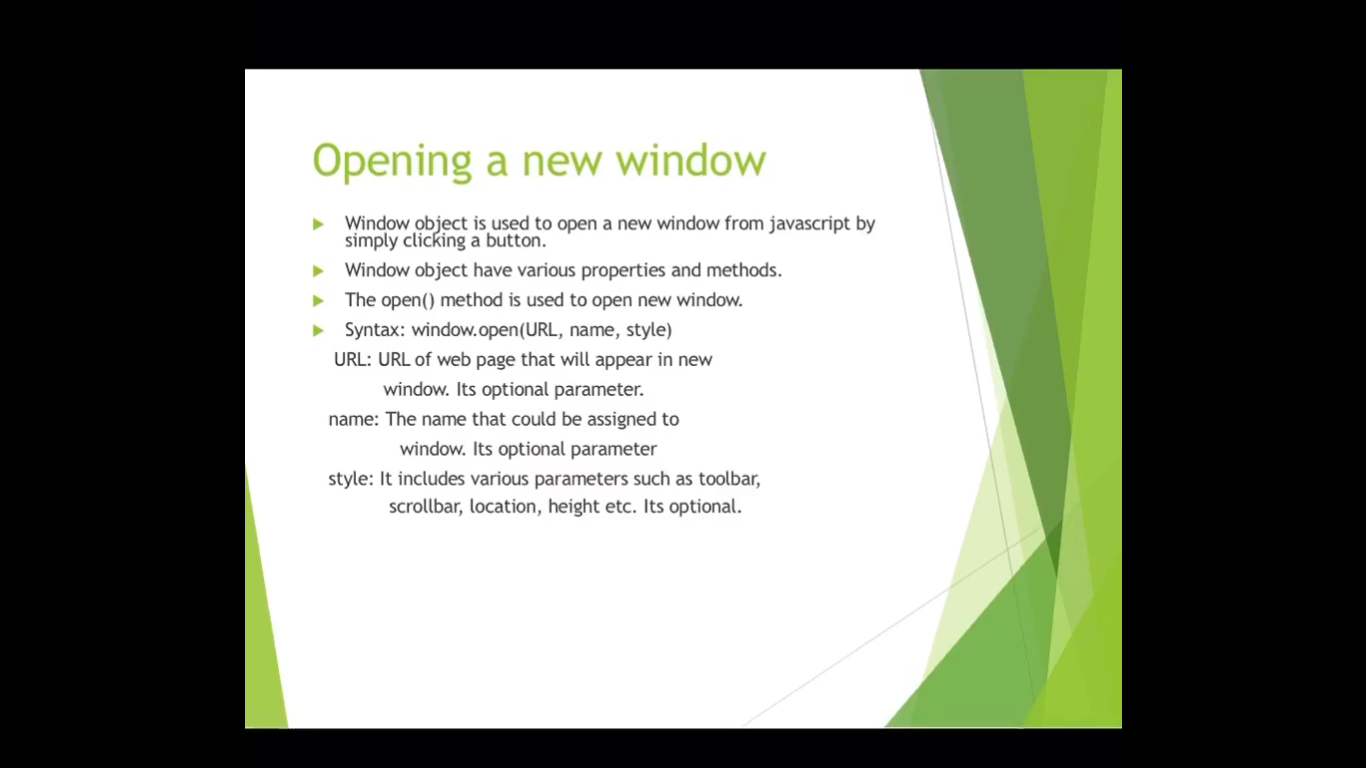 Opening a new window
Window object is used to open a new window from javascript by
simply clicking a button.
Window object have various properties and methods.
The open() method is used to open new window.
Syntax: window.open(URL, name, style)
URL: URL of web page that will appear in new
window. Its optional parameter.
name: The name that could be assigned to
window. Its optional parameter
style: It includes various parameters such as toolbar,
scrollbar, location, height etc. Its optional.